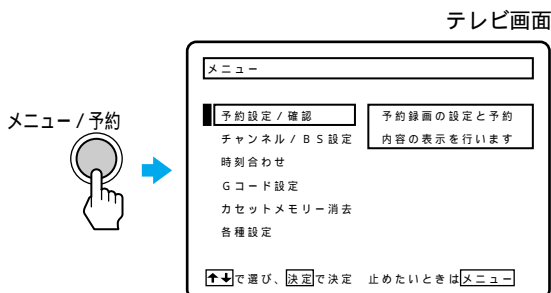 テレビ画面
メニュー
メニュー / 予約
予約設定 / 確認
予約録画の設定と予約
内容の表示を行います
チャンネル / BS設定
時刻合わせ
Gコード設定
カセットメモリー消去
各種設定
↑↓で選び、決定で決定 止めたいときはメニュー